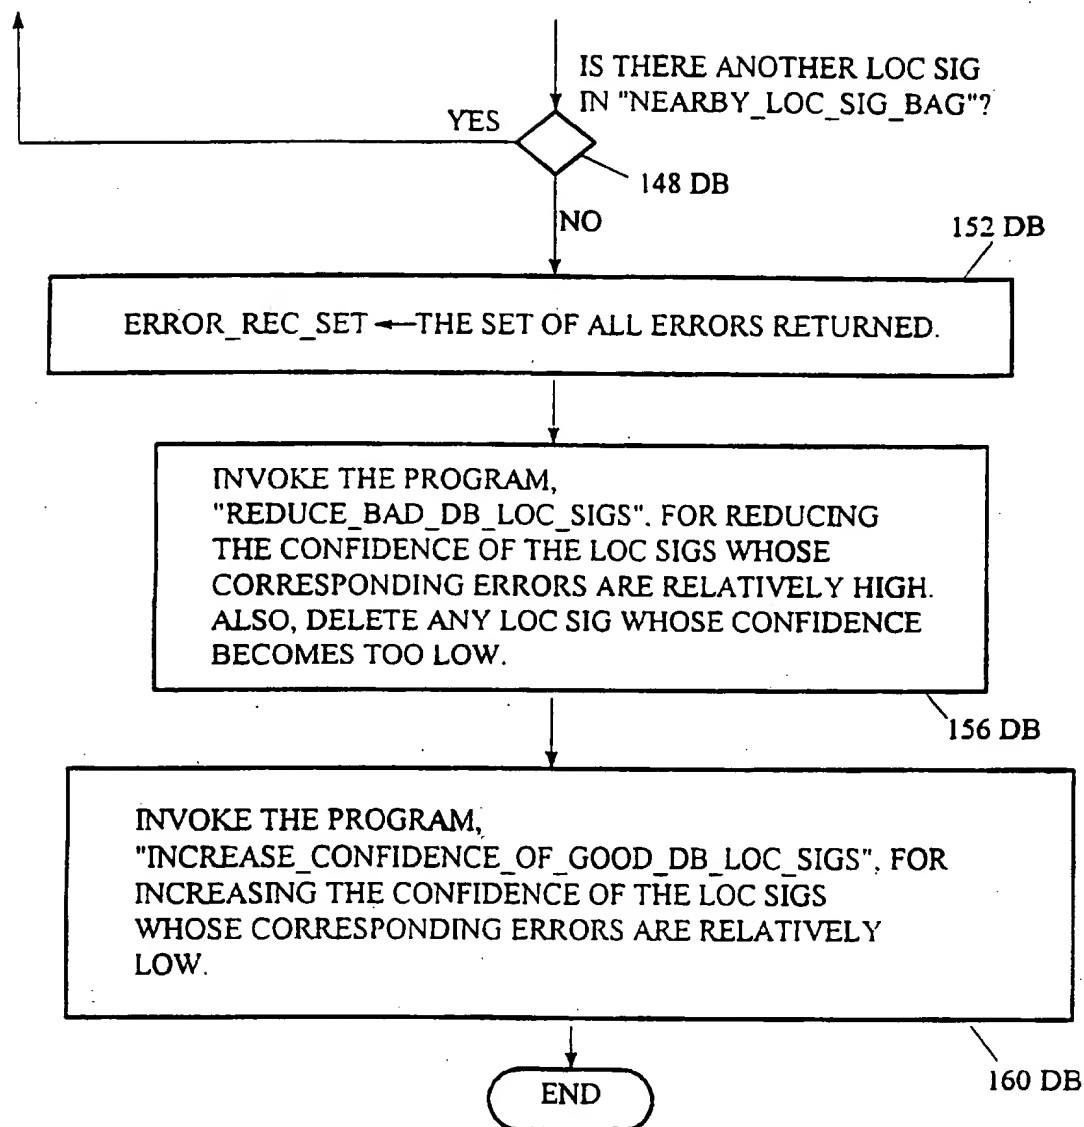 IS THERE ANOTHER LOC SIG
IN "NEARBY_LOC_SIG_BAG"?
YES
148 DB
NO
152 DB
ERROR_REC_SET ←THE SET OF ALL ERRORS RETURNED.
INVOKE THE PROGRAM,
"REDUCE_BAD_DB_LOC_SIGS". FOR REDUCING
THE CONFIDENCE OF THE LOC SIGS WHOSE
CORRESPONDING ERRORS ARE RELATIVELY HIGH.
ALSO, DELETE ANY LOC SIG WHOSE CONFIDENCE
BECOMES TOO LOW.
156 DB
INVOKE THE PROGRAM,
"INCREASE_CONFIDENCE_OF_GOOD_DB_LOC_SIGS", FOR
INCREASING THE CONFIDENCE OF THE LOC SIGS
WHOSE CORRESPONDING ERRORS ARE RELATIVELY
LOW.
160 DB
END